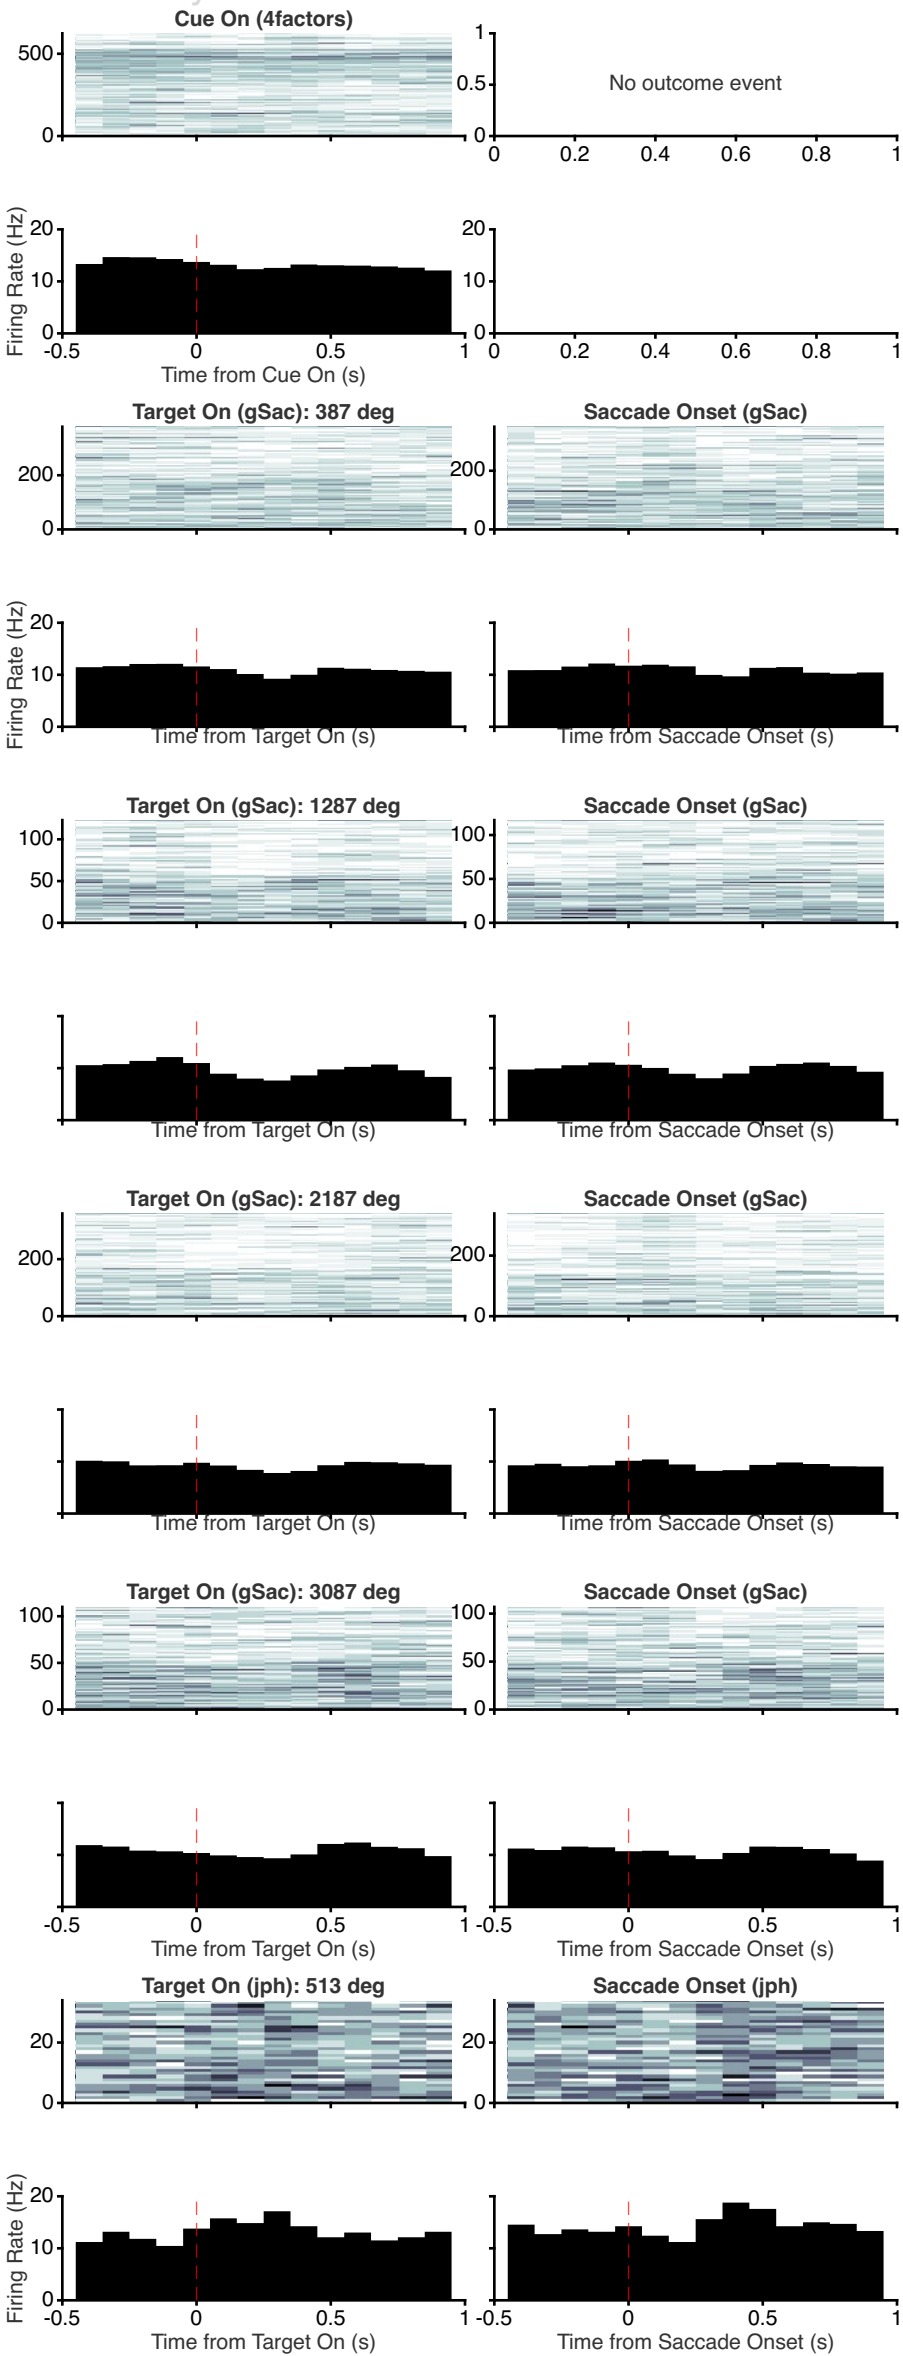 Cue On (4factors)
500
0
1
0.5
0
No outcome event
0 0.2 0.4 0.6 0.8 1
Firing Rate (Hz)
20
10
0
-0.5 0 0.5 1
Time from Cue On (s)
20
10
0
0 0.2 0.4 0.6 0.8 1
Target On (gSac): 387 deg
200
0
Saccade Onset (gSac)
200
0
Firing Rate (Hz)
20
10
0
Time from Target On (s)
Time from Saccade Onset (s)
Target On (gSac): 1287 deg
100
50
0
Saccade Onset (gSac)
100
50
0
Time from Target On (s)
Time from Saccade Onset (s)
Target On (gSac): 2187 deg
200
0
Saccade Onset (gSac)
200
0
Time from Target On (s)
Time from Saccade Onset (s)
Target On (gSac): 3087 deg
100
50
0
Saccade Onset (gSac)
100
50
0
-0.5 0 0.5 1
Time from Target On (s)
-0.5 0 0.5 1
Time from Saccade Onset (s)
Target On (jph): 513 deg
20
0
Saccade Onset (jph)
20
0
Firing Rate (Hz)
20
10
0
-0.5 0 0.5 1
Time from Target On (s)
-0.5 0 0.5 1
Time from Saccade Onset (s)